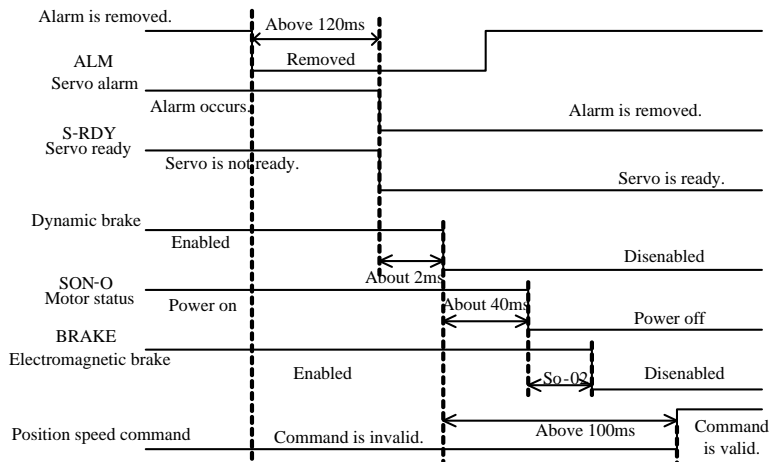 Alarm is removed.
Above 120ms
ALM
Removed
Servo alarm
Alarm occurs.
Alarm is removed.
S-RDY
Servo ready
Servo is not ready.
Servo is ready.
Dynamic brake
Enabled
Disenabled
About 2ms
SON-O
Motor status
Power on
About 40ms
Power off
BRAKE
Electromagnetic brake
Enabled
So-02
Disenabled
Position speed command
Command is invalid.
Above 100ms
Command
is valid.